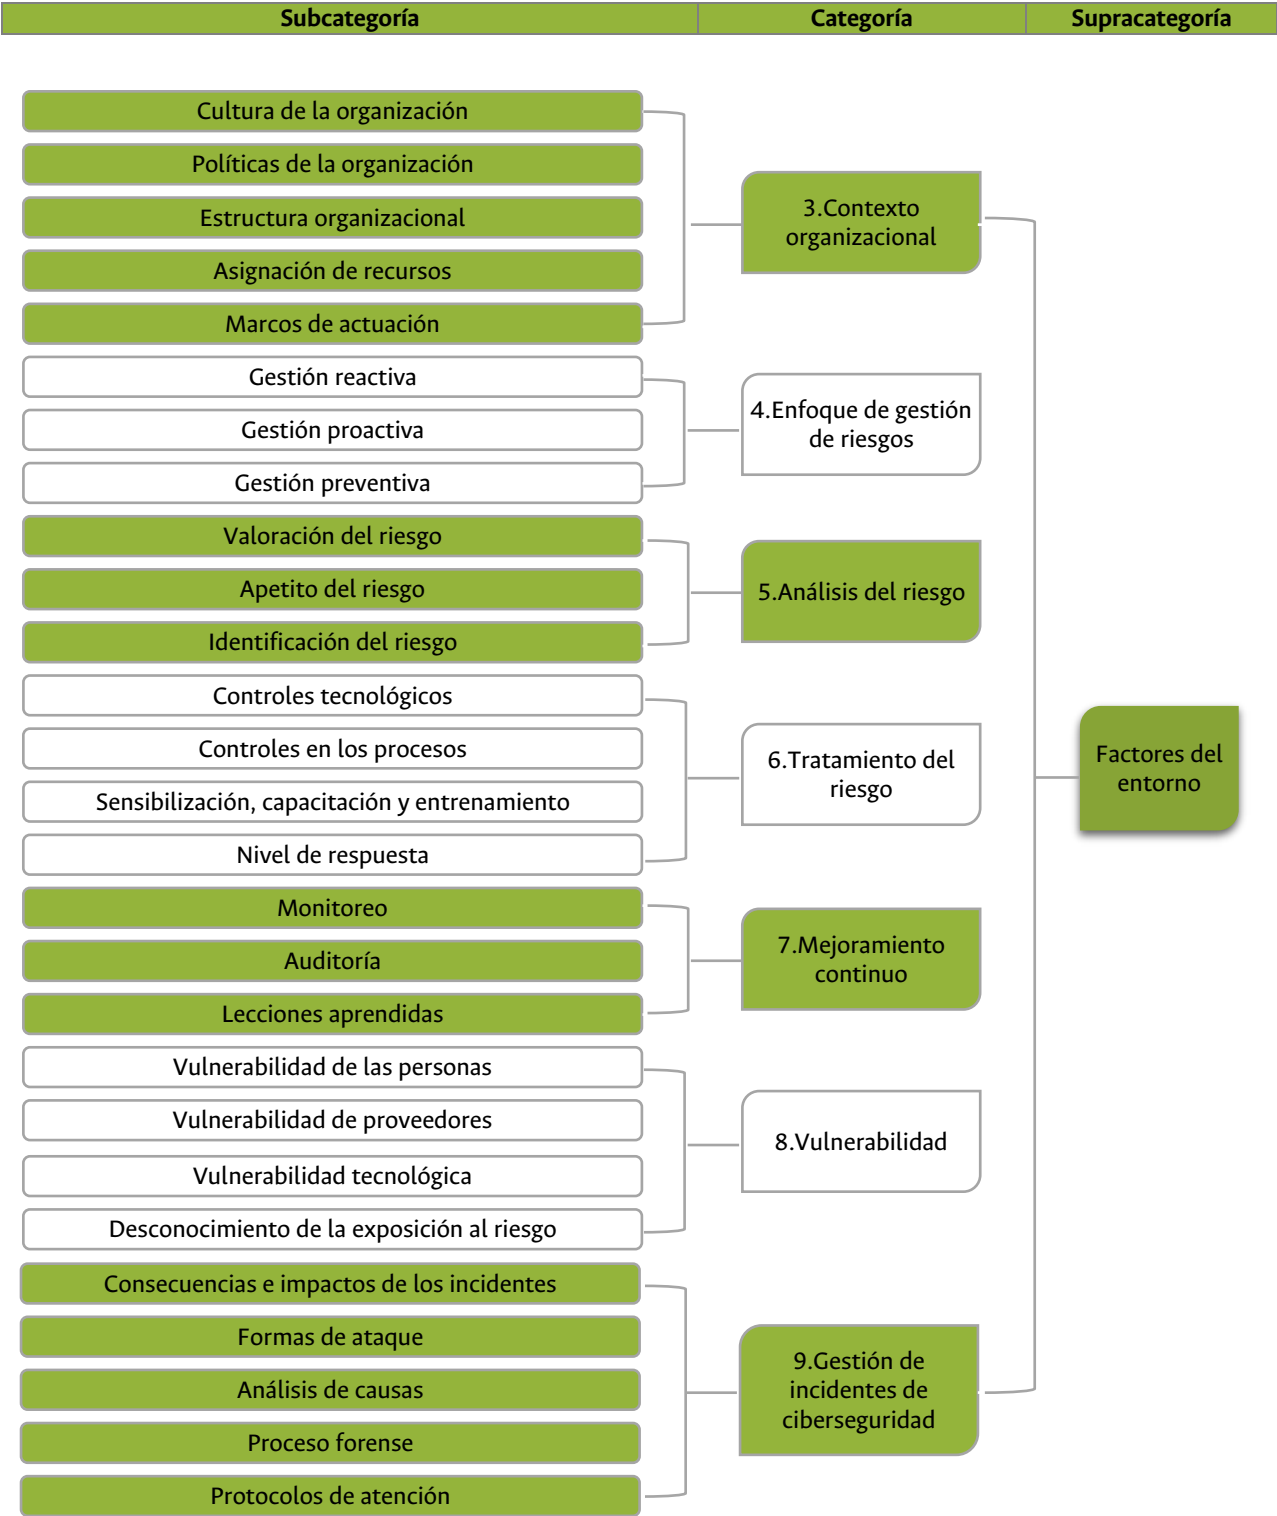 Subcategoría Categoría Supracategoría
Cultura de la organización
Políticas de la organización
Estructura organizacional
Asignación de recursos
Marcos de actuación
3.Contexto
organizacional
Gestión reactiva
Gestión proactiva
Gestión preventiva
4.Enfoque de gestión
de riesgos
Valoración del riesgo
Apetito del riesgo
Identificación del riesgo
5.Análisis del riesgo
Controles tecnológicos
Controles en los procesos
Sensibilización, capacitación y entrenamiento
Nivel de respuesta
6.Tratamiento del
riesgo
Monitoreo
Auditoría
Lecciones aprendidas
7.Mejoramiento
continuo
Vulnerabilidad de las personas
Vulnerabilidad de proveedores
Vulnerabilidad tecnológica
Desconocimiento de la exposición al riesgo
8.Vulnerabilidad
Consecuencias e impactos de los incidentes
Formas de ataque
Análisis de causas
Proceso forense
Protocolos de atención
9.Gestión de
incidentes de
ciberseguridad
Factores del
entorno